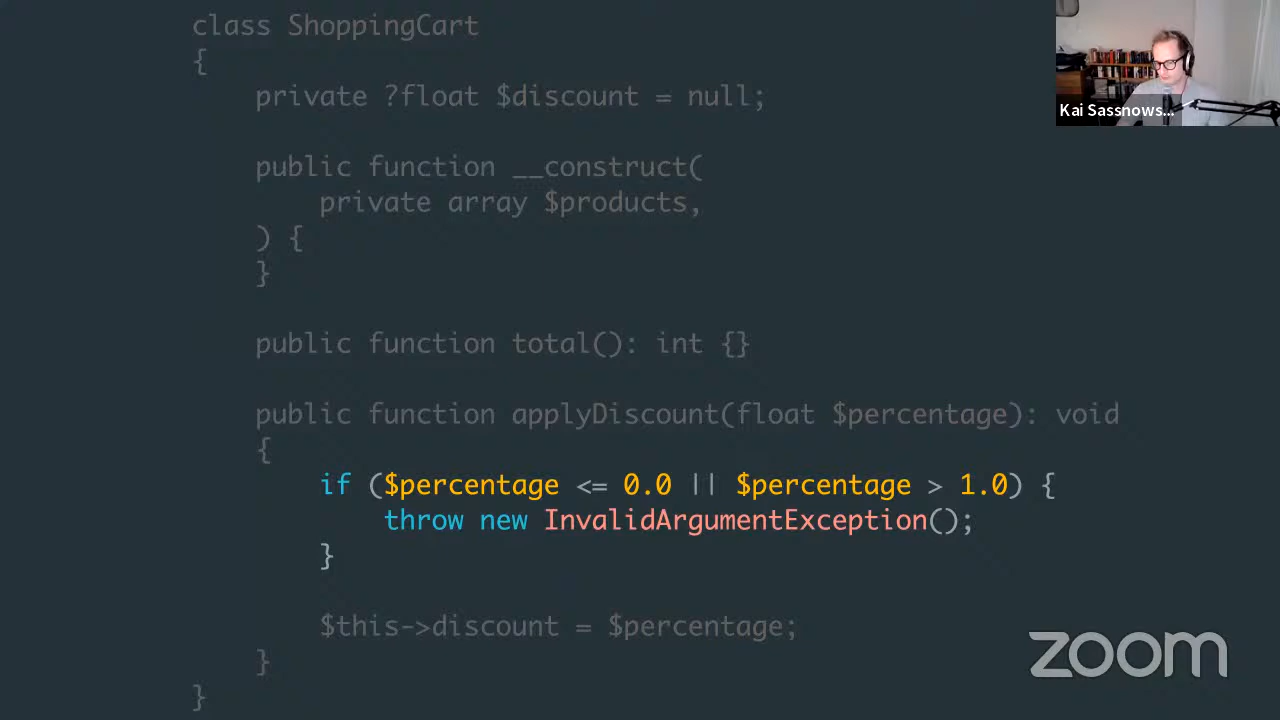 class ShoppingCart
{
private ?float $discount = null;
public function __construct(
private array $products,
) {
}
public function total(): int {}
public function applyDiscount(float $percentage): void
{
if ($percentage <= 0.0 || $percentage > 1.0) {
throw new InvalidArgumentException();
}
$this->discount = $percentage;
}
}
Kai Sassnows...
zoom